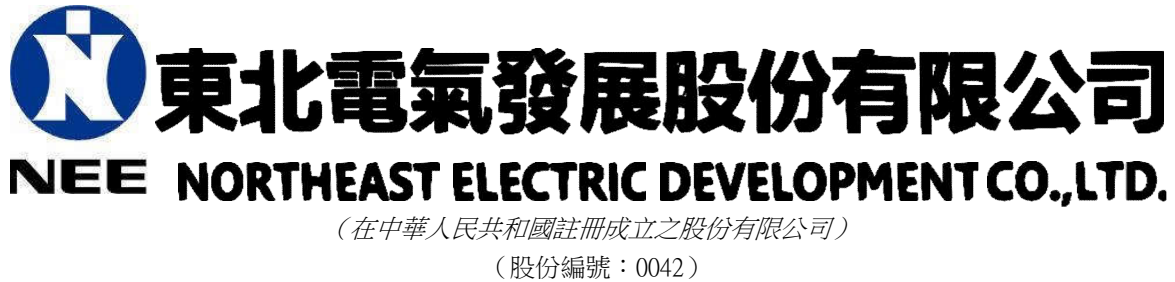 東北電氣發展股份有限公司
NEE NORTHEAST ELECTRIC DEVELOPMENT CO.,LTD.
（在中華人民共和國註冊成立之股份有限公司）
（股份編號：0042）